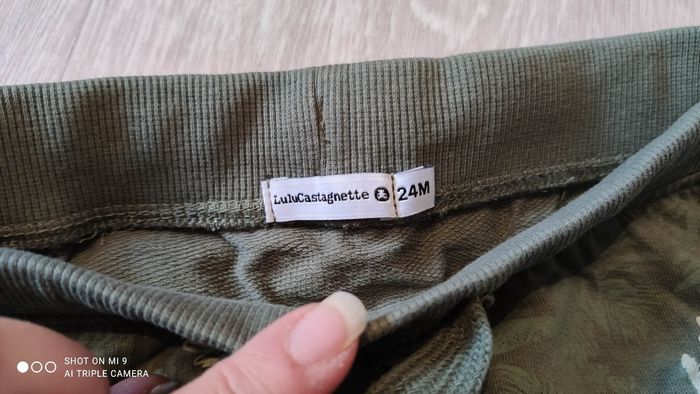 LuluCastagnette 24M
SHOT ON MI 9
AI TRIPLE CAMERA